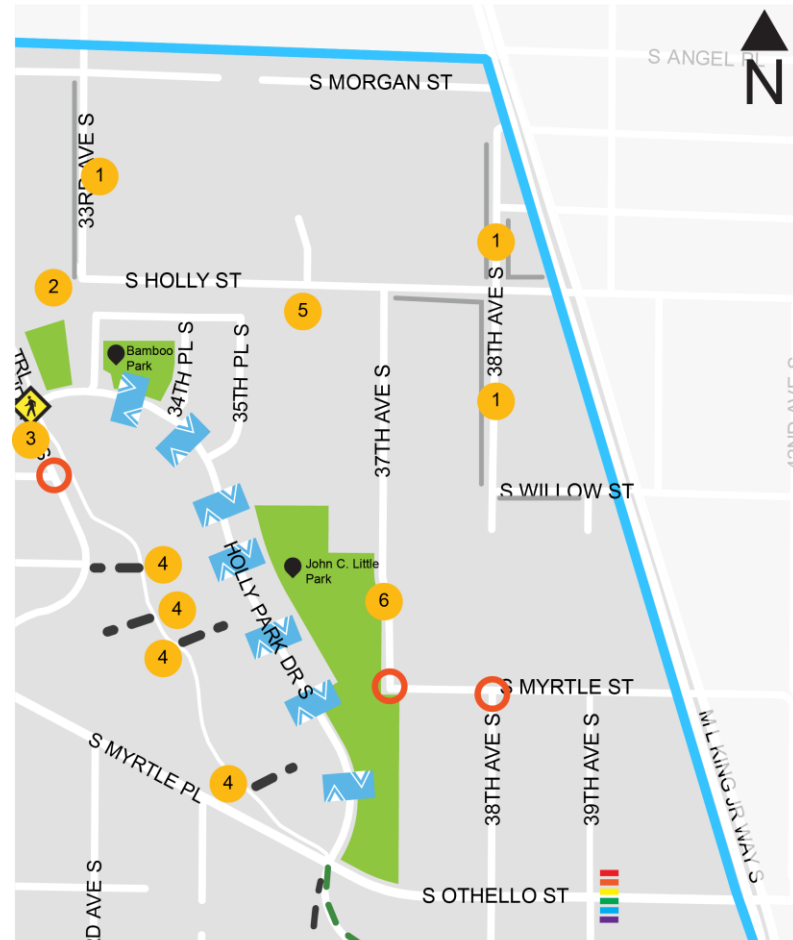 S ANGEL PL
N
S MORGAN ST
33RD AVE S
1
1
2
S HOLLY ST
5
38TH AVE S
Bamboo
Park
34TH PL S
35TH PL S
37TH AVE S
1
3
S WILLOW ST
John C. Little
Park
4
HOLLY PARK DR S
4
6
4
S MYRTLE ST
S MYRTLE PL
4
38TH AVE S
39TH AVE S
M L KING JR WAY S
S OTHELLO ST